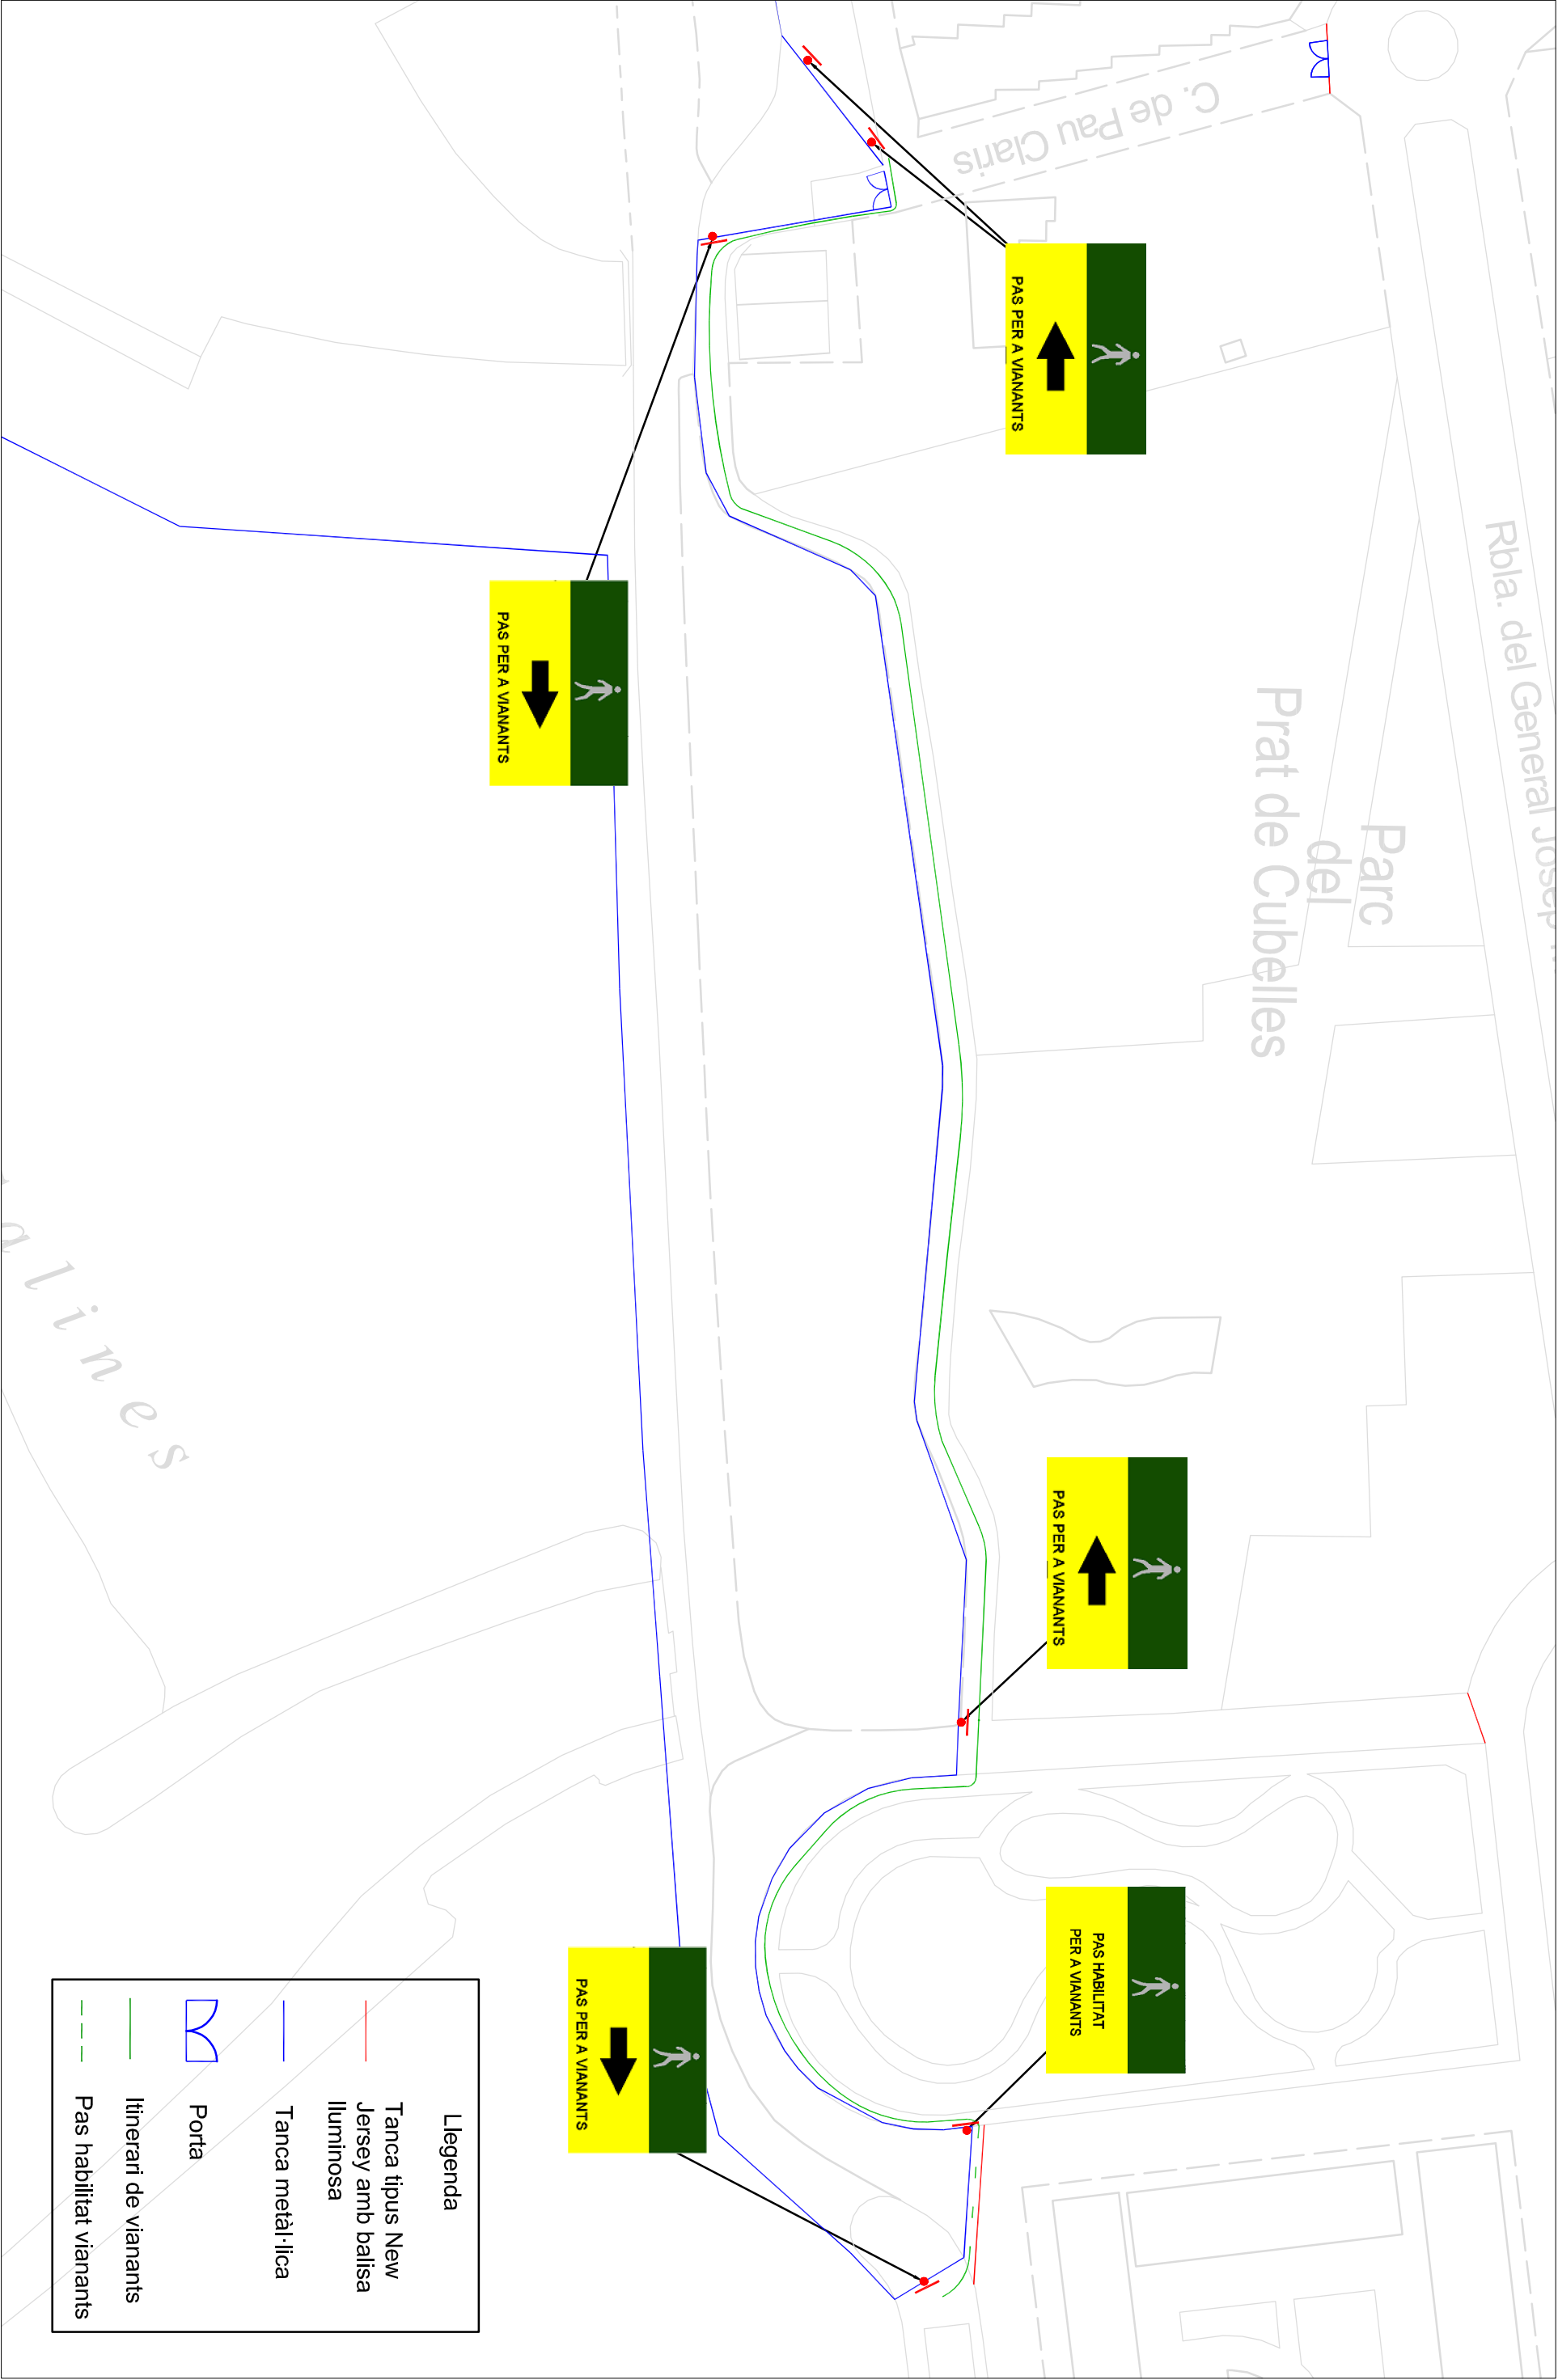 C. de Pau Claris
Rbla. del General Josep
Parc
del
Prat de Cubelles
PAS PER A VIANANTS
PAS PER A VIANANTS
PAS PER A VIANANTS
PAS HABILITAT
PER A VIANANTS
PAS PER A VIANANTS
alines
Llegenda
Tanca tipus New
Jersey amb balisa
lluminosa
Tanca metàl·lica
Porta
Itinerari de vianants
Pas habilitat vianants